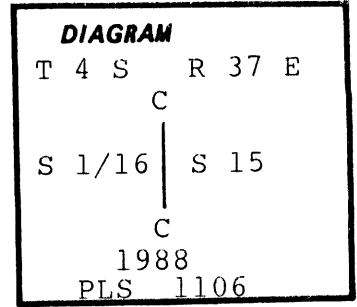 DIAGRAM
T 4 S R 37 E
C
S 1/16 S 15
C
1988
PLS 1106